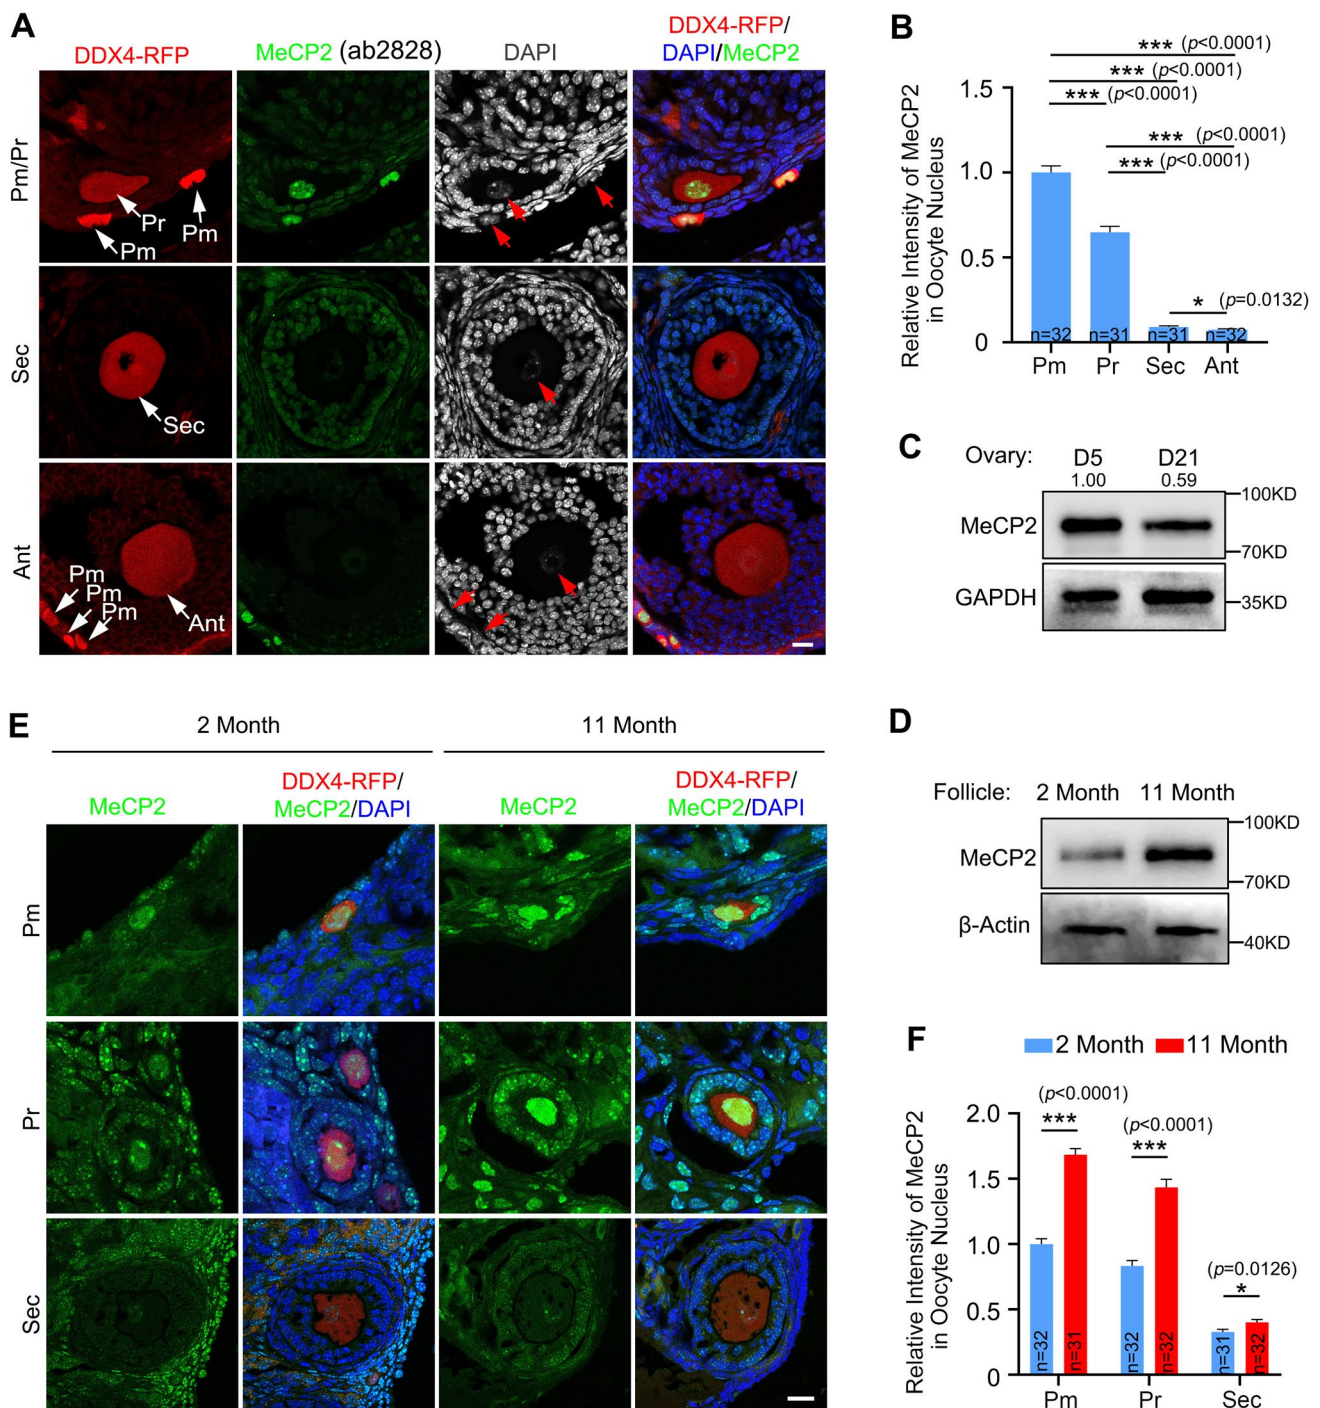 A
DDX4-RFP
MeCP2 (ab2828)
DAPI
DDX4-RFP/
DAPI/MeCP2
Pm/Pr
Pr
Pm
Pm
Sec
Sec
Ant
Pm
Pm
Pm
Ant
B
Relative Intensity of MeCP2
in Oocyte Nucleus
*** (p<0.0001)
*** (p<0.0001)
*** (p<0.0001)
*** (p<0.0001)
*** (p<0.0001)
* (p=0.0132)
1.5
1.0
0.5
0
n=32
n=31
n=31
n=32
Pm Pr Sec Ant
C
Ovary: D5 D21
1.00 0.59
MeCP2
100KD
70KD
GAPDH
35KD
E
2 Month
11 Month
MeCP2
DDX4-RFP/
MeCP2/DAPI
MeCP2
DDX4-RFP/
MeCP2/DAPI
Pm
Pr
Sec
D
Follicle: 2 Month 11 Month
MeCP2
100KD
70KD
β-Actin
40KD
F
2 Month 11 Month
Relative Intensity of MeCP2
in Oocyte Nucleus
(p<0.0001)
***
(p<0.0001)
***
(p=0.0126)
*
2.0
1.5
1.0
0.5
0
n=32
n=31
n=32
n=32
n=31
n=32
Pm Pr Sec